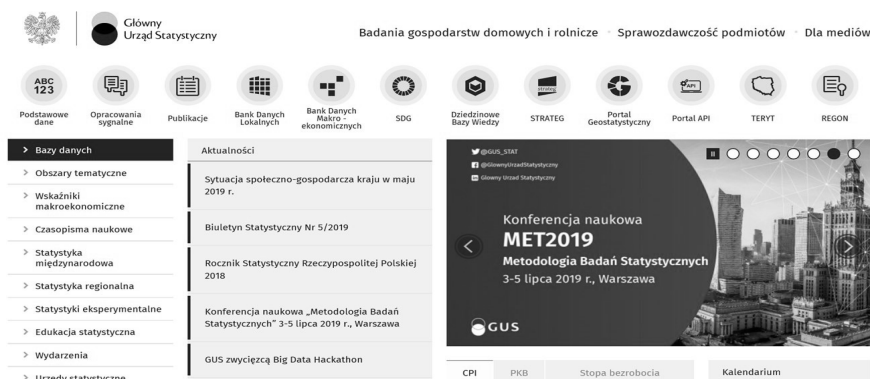 Główny
Urząd Statystyczny
Badania gospodarstw domowych i rolnicze
Sprawozdawczość podmiotów
Dla mediów
ABC
123
strateg
API
Podstawowe
dane
Opracowania
sygnalne
Publikacje
Bank Danych
Lokalnych
Bank Danych
Makro -
ekonomicznych
SDG
Dziedzinowe
Bazy Wiedzy
STRATEG
Portal
Geostatystyczny
Portal API
TERYT
REGON
Bazy danych
Obszary tematyczne
Wskaźniki
makroekonomiczne
Czasopisma naukowe
Statystyka
międzynarodowa
Statystyka regionalna
Statystyki eksperymentalne
Edukacja statystyczna
Wydarzenia
Urzędy statystyczne
Aktualności
Sytuacja społeczno-gospodarcza kraju w maju
2019 r.
Biuletyn Statystyczny Nr 5/2019
Rocznik Statystyczny Rzeczypospolitej Polskiej
2018
Konferencja naukowa „Metodologia Badań
Statystycznych” 3-5 lipca 2019 r., Warszawa
GUS zwycięzcą Big Data Hackathon
@GUS_STAT
@GlownyUrzadStatystyczny
Glowny Urzad Statystyczny
Konferencja naukowa
MET2019
Metodologia Badań Statystycznych
3-5 lipca 2019 r., Warszawa
GUS
CPI
PKB
Stopa bezrobocia
Kalendarium